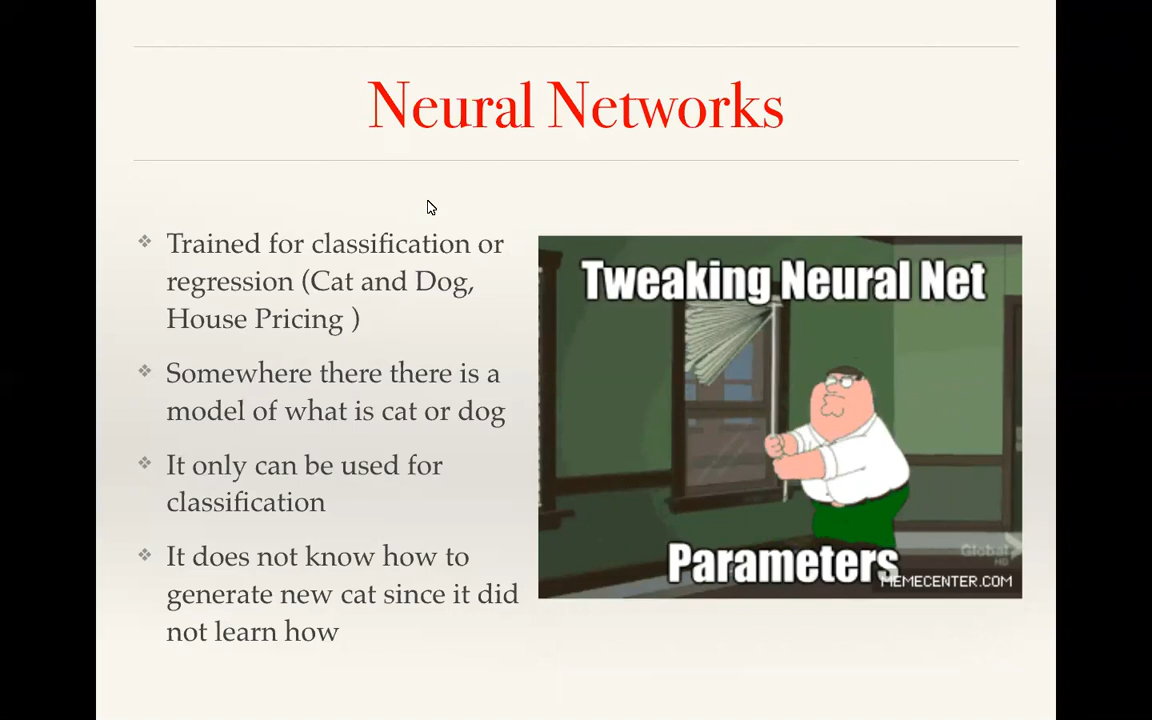 Neural Networks
Trained for classification or
regression (Cat and Dog,
House Pricing )
Somewhere there there is a
model of what is cat or dog
It only can be used for
classification
It does not know how to
generate new cat since it did
not learn how
Tweaking Neural Net
Parameters
Global
HD
MEMECENTER.COM